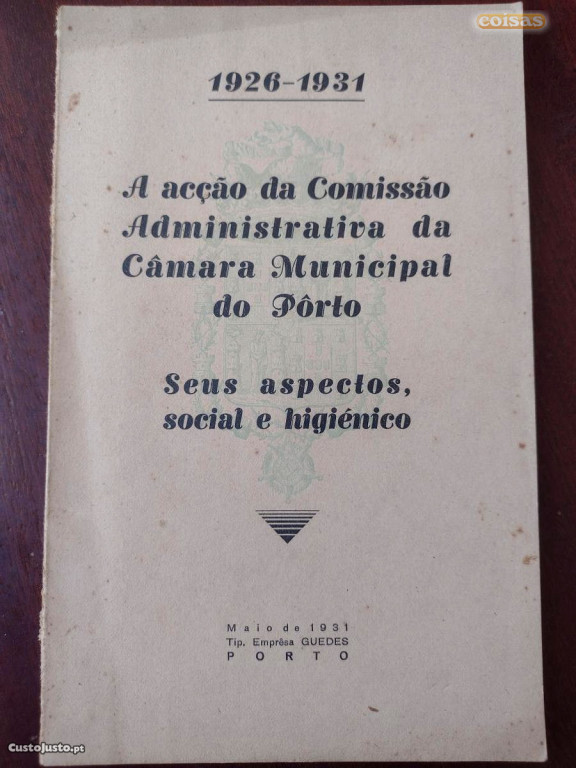 coisas
1926-1931
A acção da Comissão
Administrativa da
Câmara Municipal
do Pôrto
Seus aspectos,
social e higiénico
Maio de 1931
Tip. Emprêsa GUEDES
PORTO
CustoJusto.pt